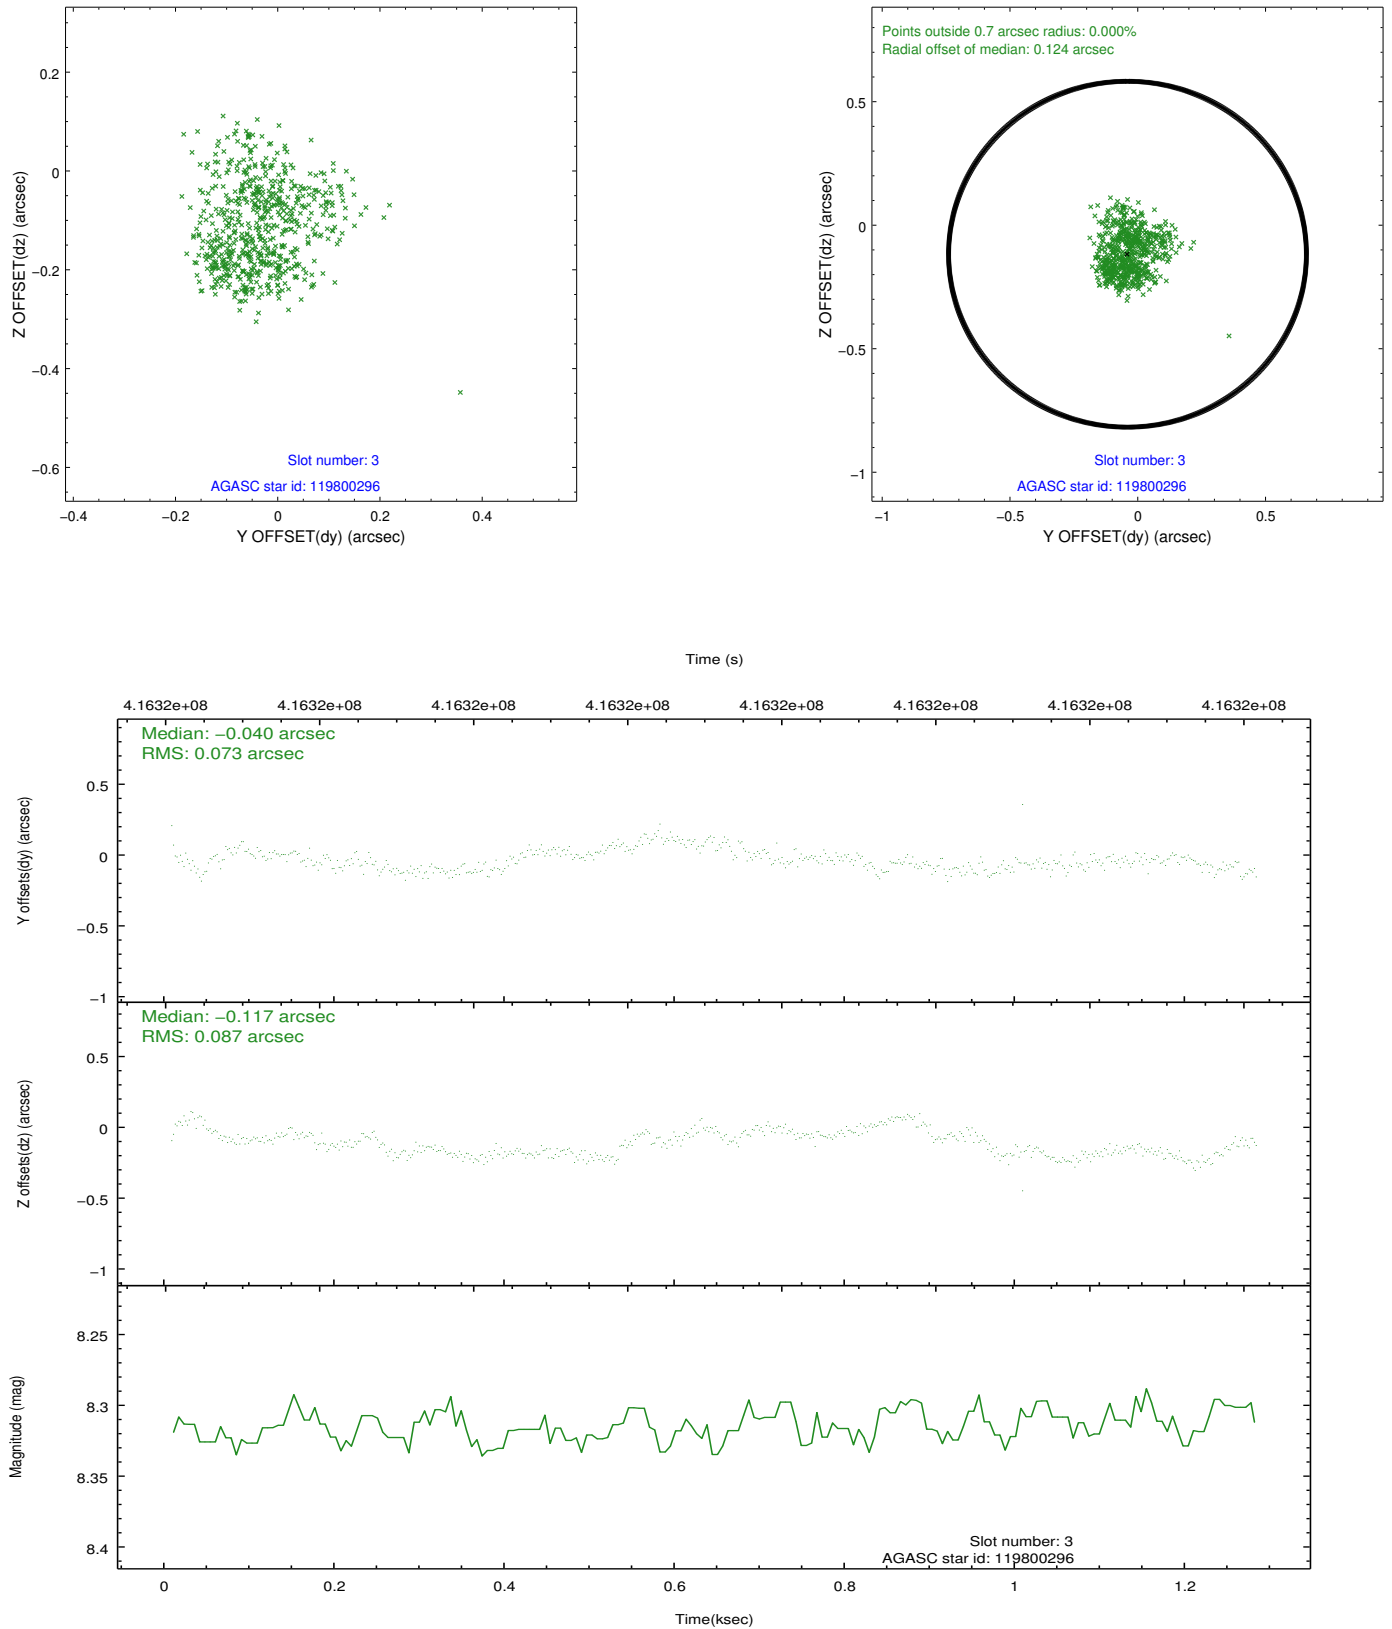 0.2
0
−0.2
−0.4
−0.6
Z OFFSET(dz) (arcsec)
Slot number: 3
AGASC star id: 119800296
−0.4 −0.2 0 0.2 0.4
Y OFFSET(dy) (arcsec)
Points outside 0.7 arcsec radius: 0.000%
Radial offset of median: 0.124 arcsec
0.5
0
−0.5
−1
Z OFFSET(dz) (arcsec)
Slot number: 3
AGASC star id: 119800296
−1 −0.5 0 0.5
Y OFFSET(dy) (arcsec)
Time (s)
4.1632e+08 4.1632e+08 4.1632e+08 4.1632e+08 4.1632e+08 4.1632e+08 4.1632e+08 4.1632e+08
Median: −0.040 arcsec
RMS: 0.073 arcsec
0.5
0
−0.5
−1
Y offsets(dy) (arcsec)
Median: −0.117 arcsec
RMS: 0.087 arcsec
0.5
0
−0.5
−1
Z offsets(dz) (arcsec)
8.25
8.3
8.35
8.4
Magnitude (mag)
Slot number: 3
AGASC star id: 119800296
0 0.2 0.4 0.6 0.8 1 1.2
Time(ksec)